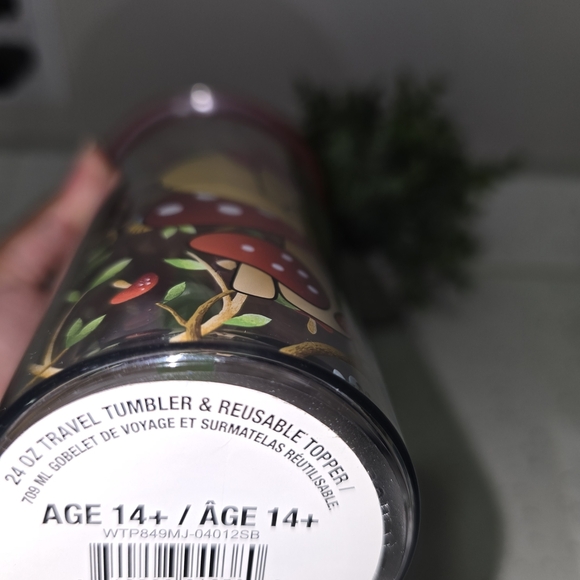 24 OZ TRAVEL TUMBLER & REUSABLE TOPPER /
709 ML GOBELET DE VOYAGE ET SURMATELAS RÉUTILISABLE.
AGE 14+ / ÂGE 14+
WTP849MJ-04012SB